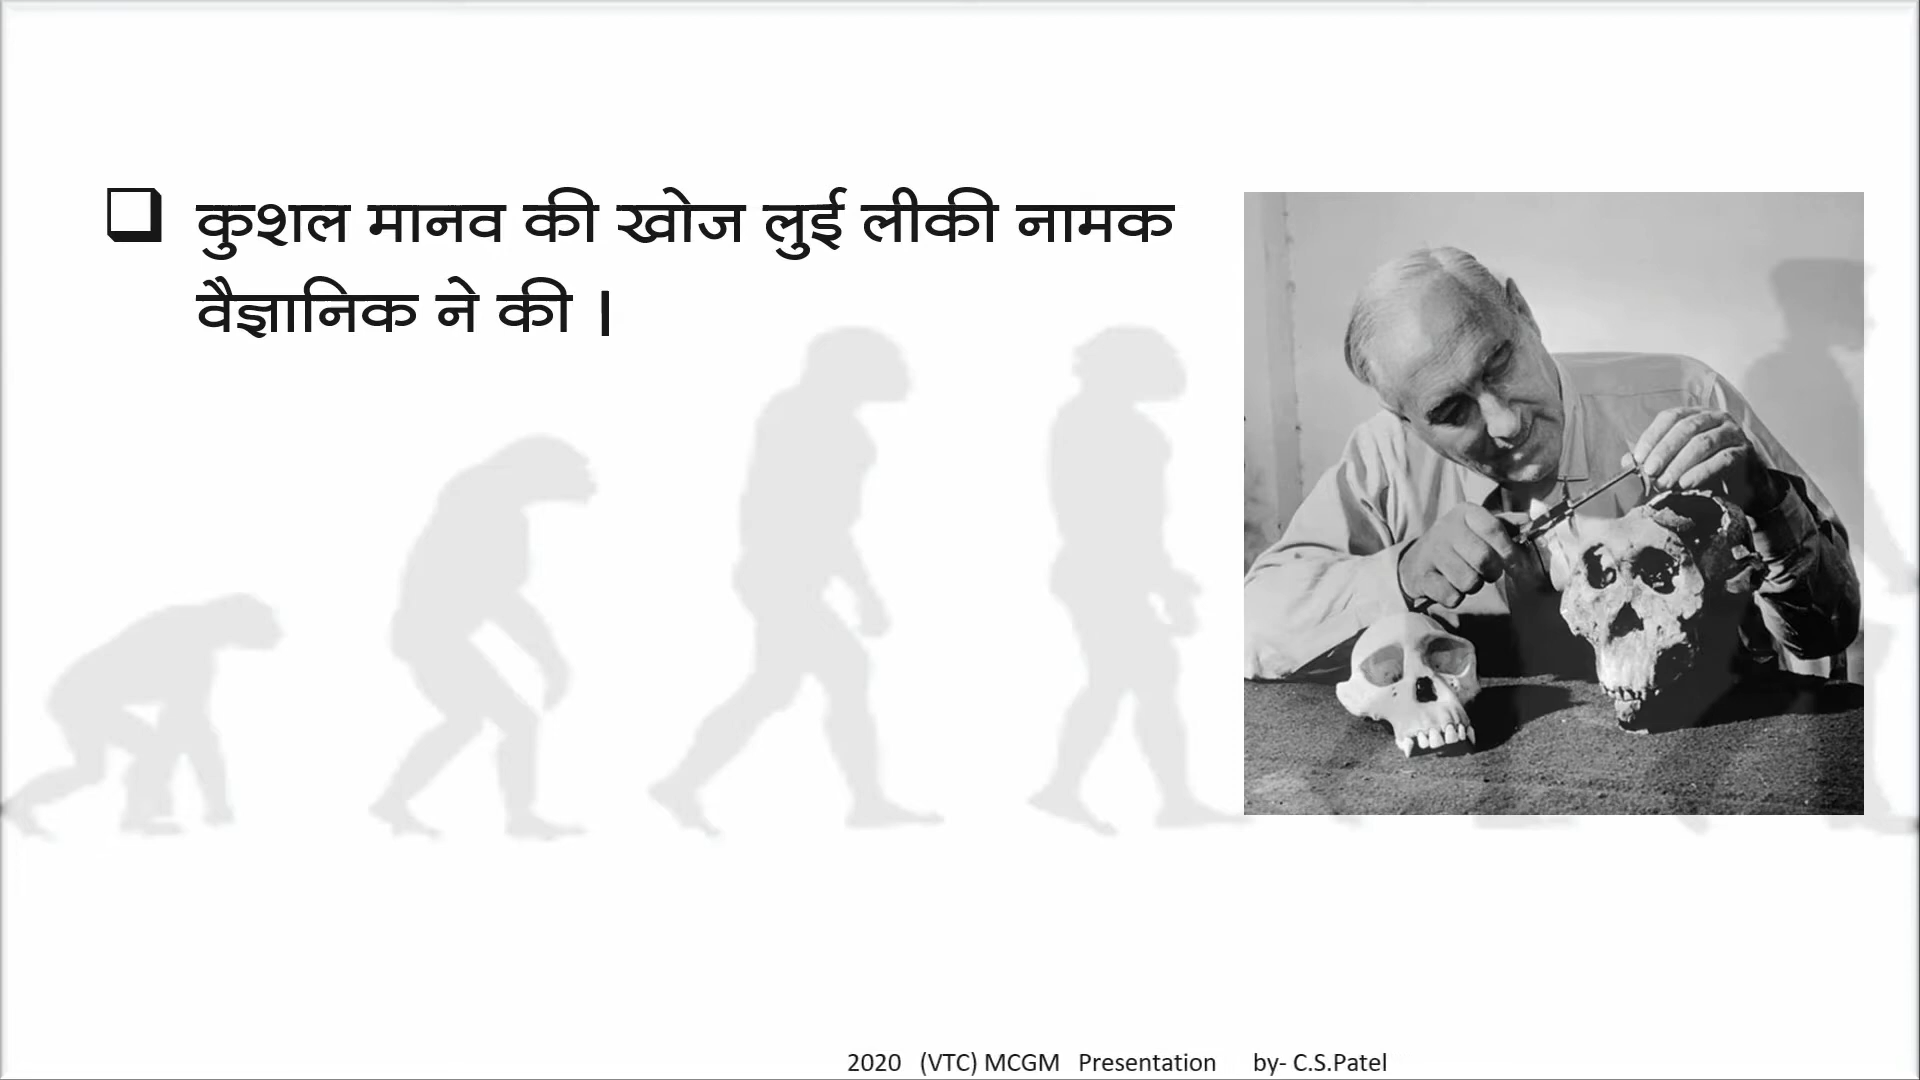 ❑ कुशल मानव की खोज लुई लीकी नामक
वैज्ञानिक ने की ।
2020 (VTC) MCGM Presentation by- C.S.Patel